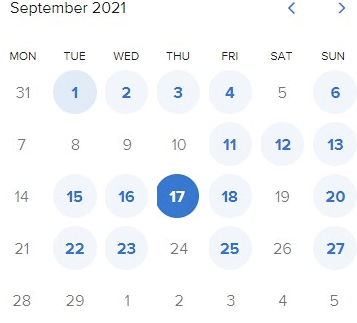 September 2021
MON TUE WED THU FRI SAT SUN
31 1 2 3 4 5 6
7 8 9 10 11 12 13
14 15 16 17 18 19 20
21 22 23 24 25 26 27
28 29 1 2 3 4 5